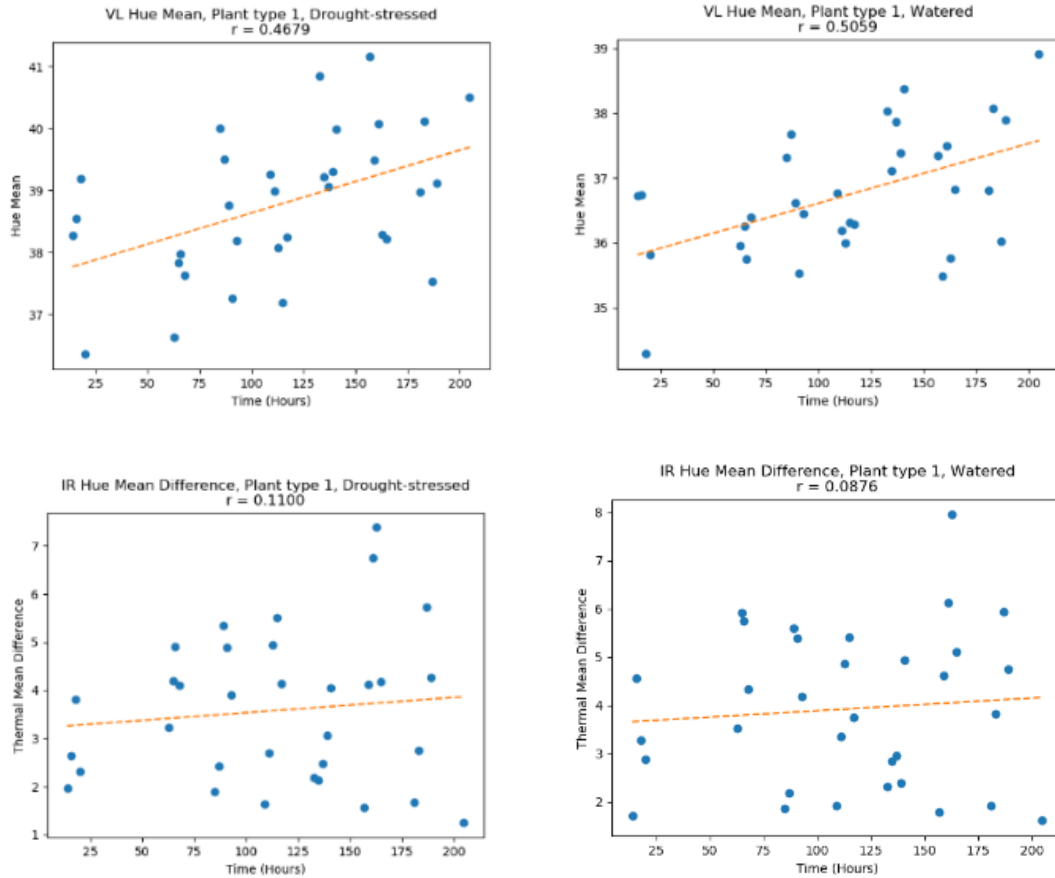 VL Hue Mean, Plant type 1, Drought-stressed
r = 0.4679
41
40
39
38
37
Hue Mean
25 50 75 100 125 150 175 200
Time (Hours)
VL Hue Mean, Plant type 1, Watered
r = 0.5059
39
38
37
36
35
Hue Mean
25 50 75 100 125 150 175 200
Time (Hours)
IR Hue Mean Difference, Plant type 1, Drought-stressed
r = 0.1100
7
6
5
4
3
2
1
Thermal Mean Difference
25 50 75 100 125 150 175 200
Time (Hours)
IR Hue Mean Difference, Plant type 1, Watered
r = 0.0876
8
7
6
5
4
3
2
Thermal Mean Difference
25 50 75 100 125 150 175 200
Time (Hours)